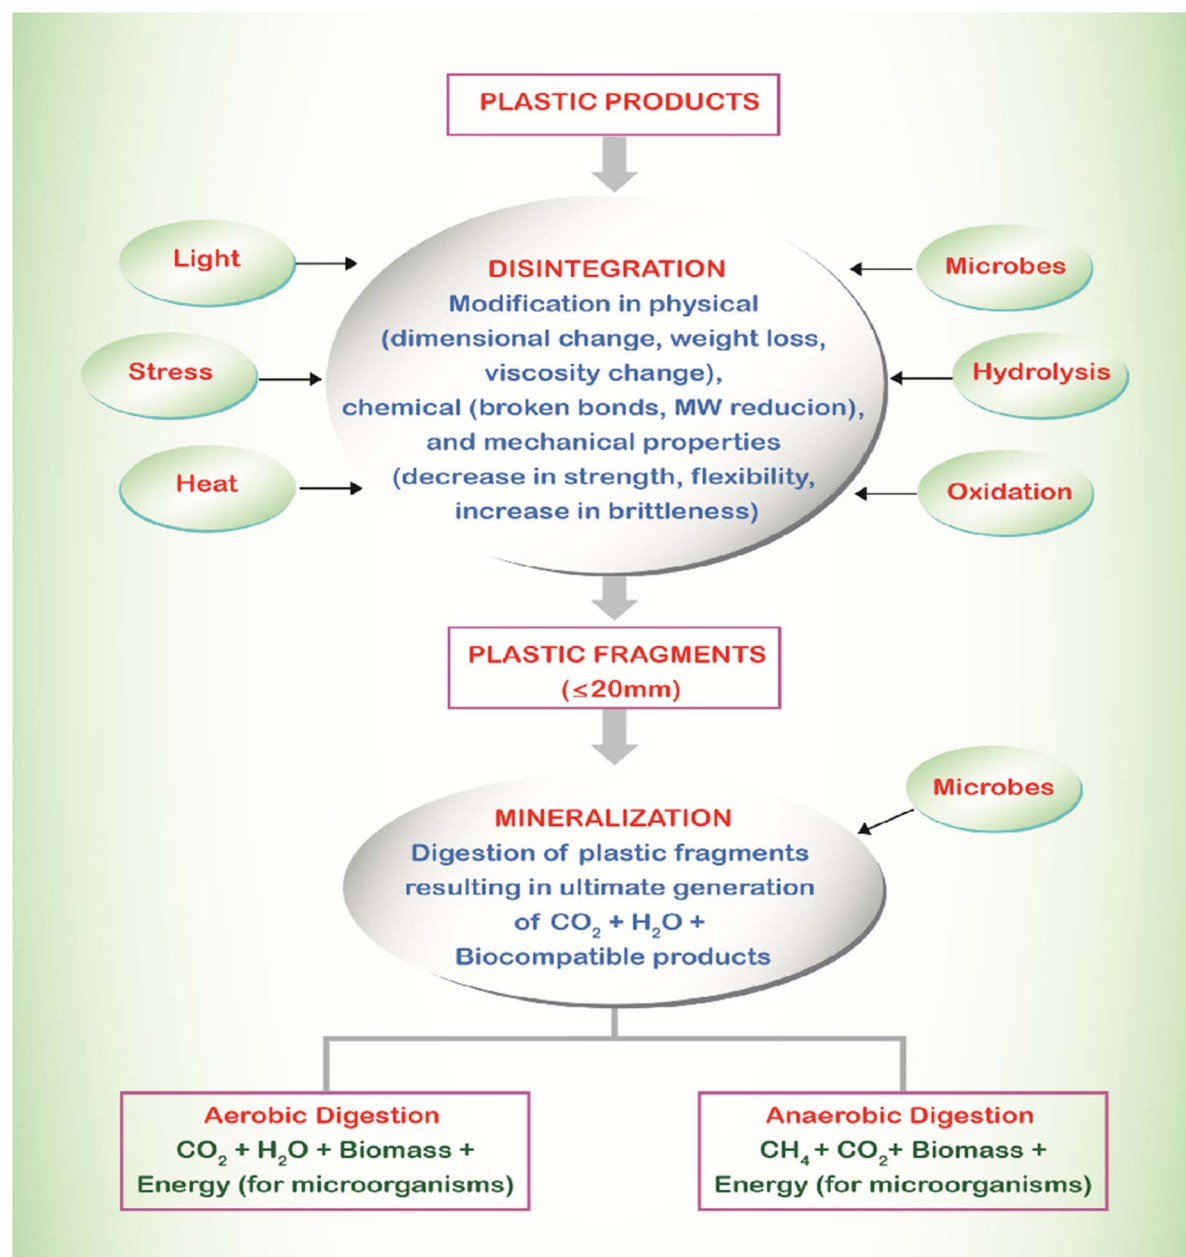 PLASTIC PRODUCTS
Light
Stress
Heat
DISINTEGRATION
Modification in physical
(dimensional change, weight loss,
viscosity change),
chemical (broken bonds, MW reducion),
and mechanical properties
(decrease in strength, flexibility,
increase in brittleness)
Microbes
Hydrolysis
Oxidation
PLASTIC FRAGMENTS
(≤20mm)
Microbes
MINERALIZATION
Digestion of plastic fragments
resulting in ultimate generation
of CO₂ + H₂O +
Biocompatible products
Aerobic Digestion
CO₂ + H₂O + Biomass +
Energy (for microorganisms)
Anaerobic Digestion
CH₄ + CO₂+ Biomass +
Energy (for microorganisms)